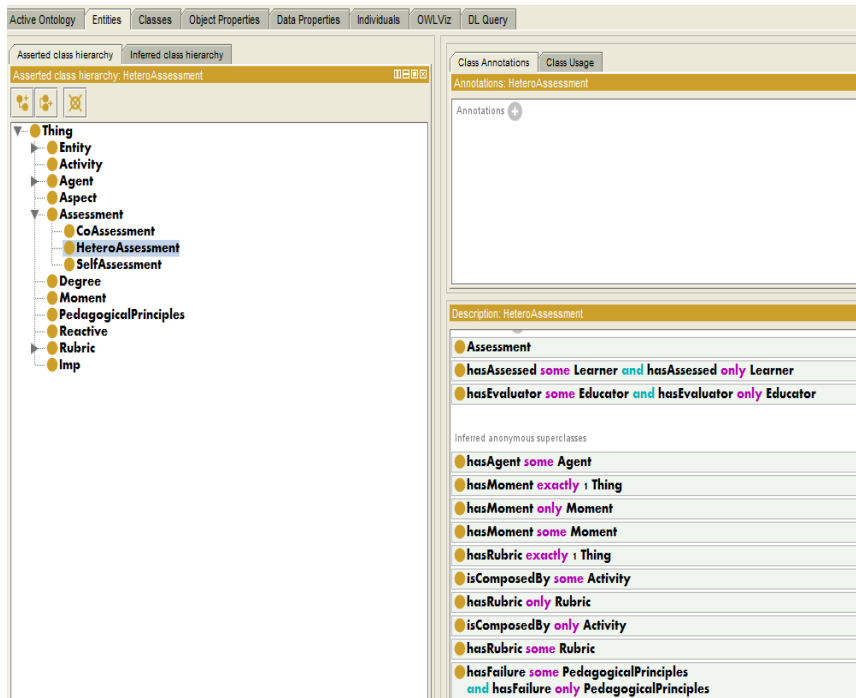 Active Ontology Entities Classes Object Properties Data Properties Individuals OWLViz DL Query
Asserted class hierarchy Inferred class hierarchy
Asserted class hierarchy: HeteroAssessment
Thing
Entity
Activity
Agent
Aspect
Assessment
CoAssessment
HeteroAssessment
SelfAssessment
Degree
Moment
PedagogicalPrinciples
Reactive
Rubric
Imp
Class Annotations Class Usage
Annotations: HeteroAssessment
Annotations
Description: HeteroAssessment
Assessment
hasAssessed some Learner and hasAssessed only Learner
hasEvaluator some Educator and hasEvaluator only Educator
Inferred anonymous superclasses
hasAgent some Agent
hasMoment exactly 1 Thing
hasMoment only Moment
hasMoment some Moment
hasRubric exactly 1 Thing
isComposedBy some Activity
hasRubric only Rubric
isComposedBy only Activity
hasRubric some Rubric
hasFailure some PedagogicalPrinciples
and hasFailure only PedagogicalPrinciples